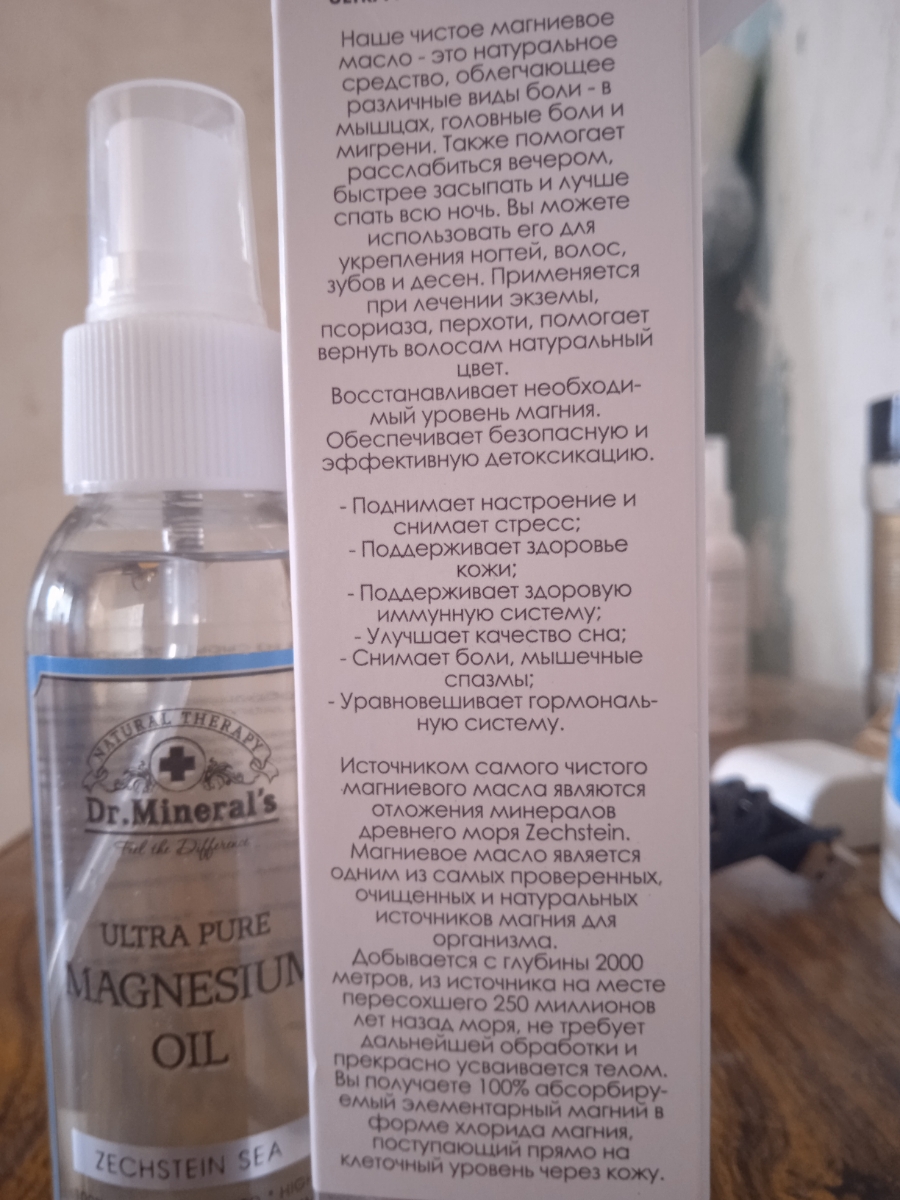 Наше чистое магниевое
масло - это натуральное
средство, облегчающее
различные виды боли - в
мышцах, головные боли и
мигрени. Также помогает
расслабиться вечером,
быстрее засыпать и лучше
спать всю ночь. Вы можете
использовать его для
укрепления ногтей, волос,
зубов и десен. Применяется
при лечении экземы,
псориаза, перхоти, помогает
вернуть волосам натуральный
цвет.
Восстанавливает необходи-
мый уровень магния.
Обеспечивает безопасную и
эффективную детоксикацию.
- Поднимает настроение и
снимает стресс;
- Поддерживает здоровье
кожи;
- Поддерживает здоровую
иммунную систему;
- Улучшает качество сна;
- Снимает боли, мышечные
спазмы;
- Уравновешивает гормональ-
ную систему.
Источником самого чистого
магниевого масла являются
отложения минералов
древнего моря Zechstein.
Магниевое масло является
одним из самых проверенных,
очищенных и натуральных
источников магния для
организма.
Добывается с глубины 2000
метров, из источника на месте
пересохшего 250 миллионов
лет назад моря, не требует
дальнейшей обработки и
прекрасно усваивается телом.
Вы получаете 100% абсорбиру-
емый элементарный магний в
форме хлорида магния,
поступающий прямо на
клеточный уровень через кожу.
NATURAL THERAPY
Dr.Mineral's
Feel the Difference
ULTRA PURE
MAGNESIUM
OIL
ZECHSTEIN SEA